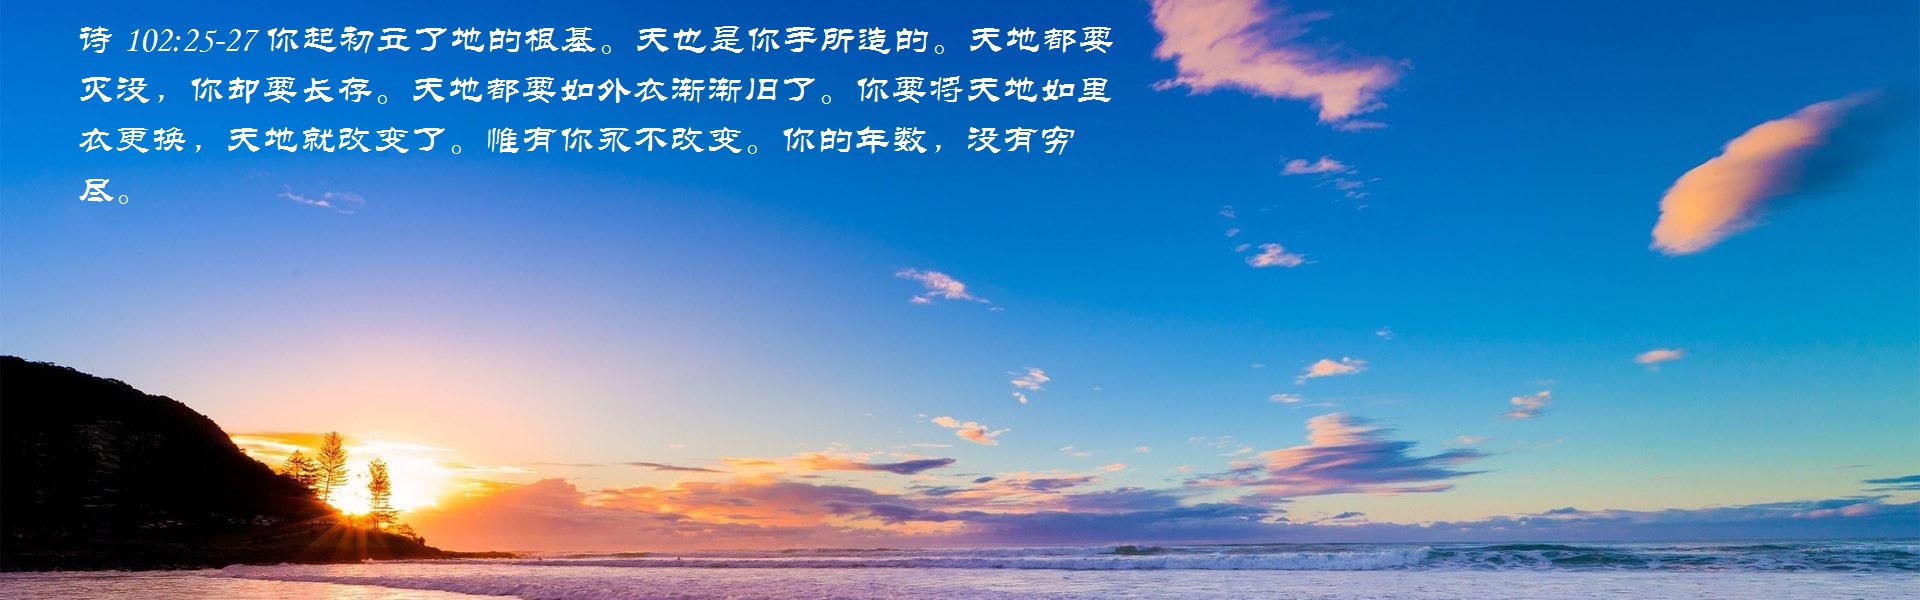 诗 102:25-27 你起初立了地的根基。天也是你手所造的。天地都要
灭没，你却要长存。天地都要如外衣渐渐旧了。你要将天地如里
衣更换，天地就改变了。惟有你永不改变。你的年数，没有穷
尽。